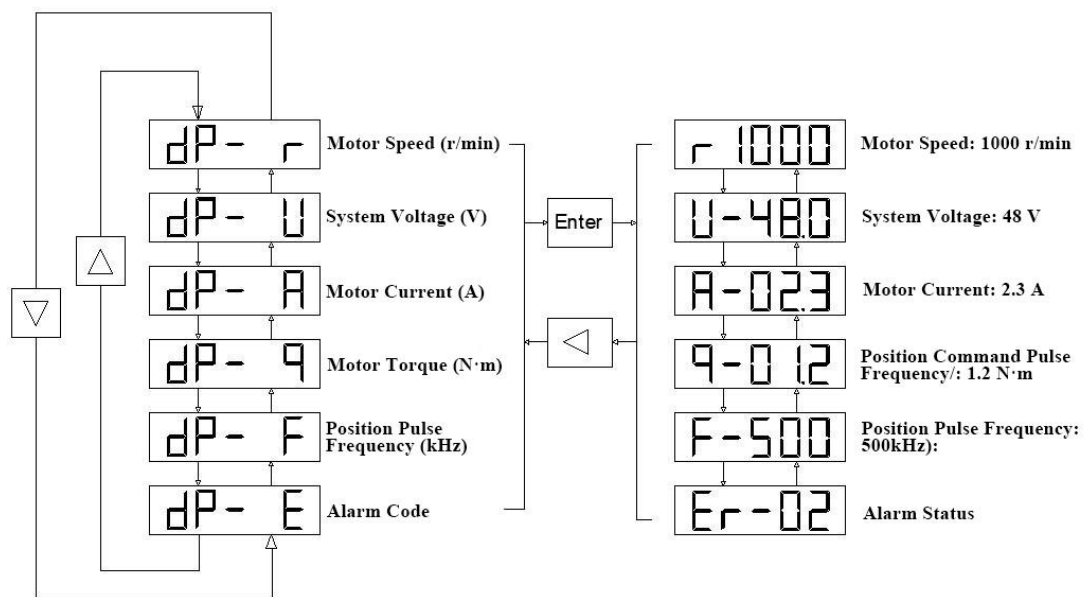 dP- r
Motor Speed (r/min)
dP- U
System Voltage (V)
dP- A
Motor Current (A)
dP- q
Motor Torque (N·m)
dP- F
Position Pulse
Frequency (kHz)
dP- E
Alarm Code
Enter
r 1000
Motor Speed: 1000 r/min
U-48.0
System Voltage: 48 V
A-02.3
Motor Current: 2.3 A
q-01.2
Position Command Pulse
Frequency/: 1.2 N·m
F-500
Position Pulse Frequency:
500kHz):
Er-02
Alarm Status